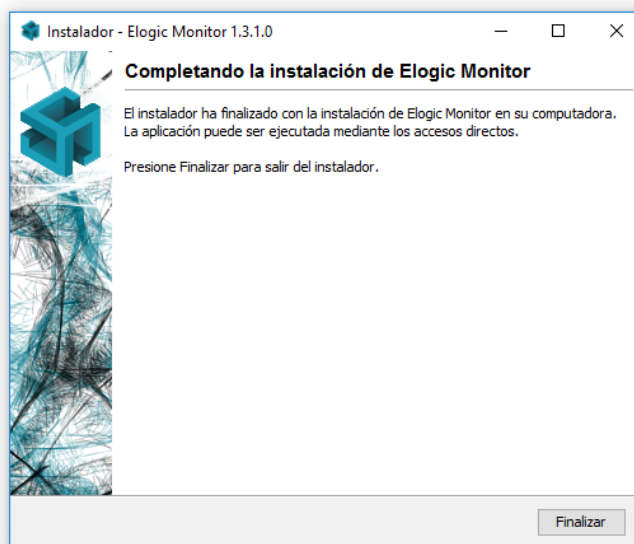 Instalador - Elogic Monitor 1.3.1.0
Completando la instalación de Elogic Monitor
El instalador ha finalizado con la instalación de Elogic Monitor en su computadora.
La aplicación puede ser ejecutada mediante los accesos directos.
Presione Finalizar para salir del instalador.
Finalizar